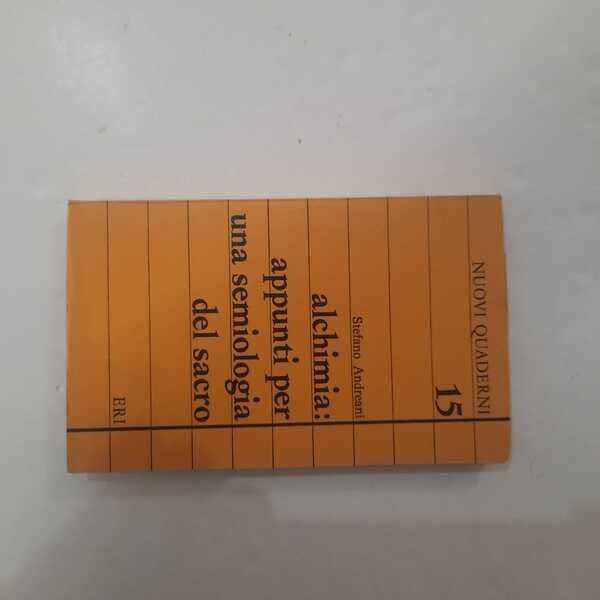 NUOVI QUADERNI
15
Stefano Andreani
alchimia:
appunti per
una semiologia
del sacro
ERI